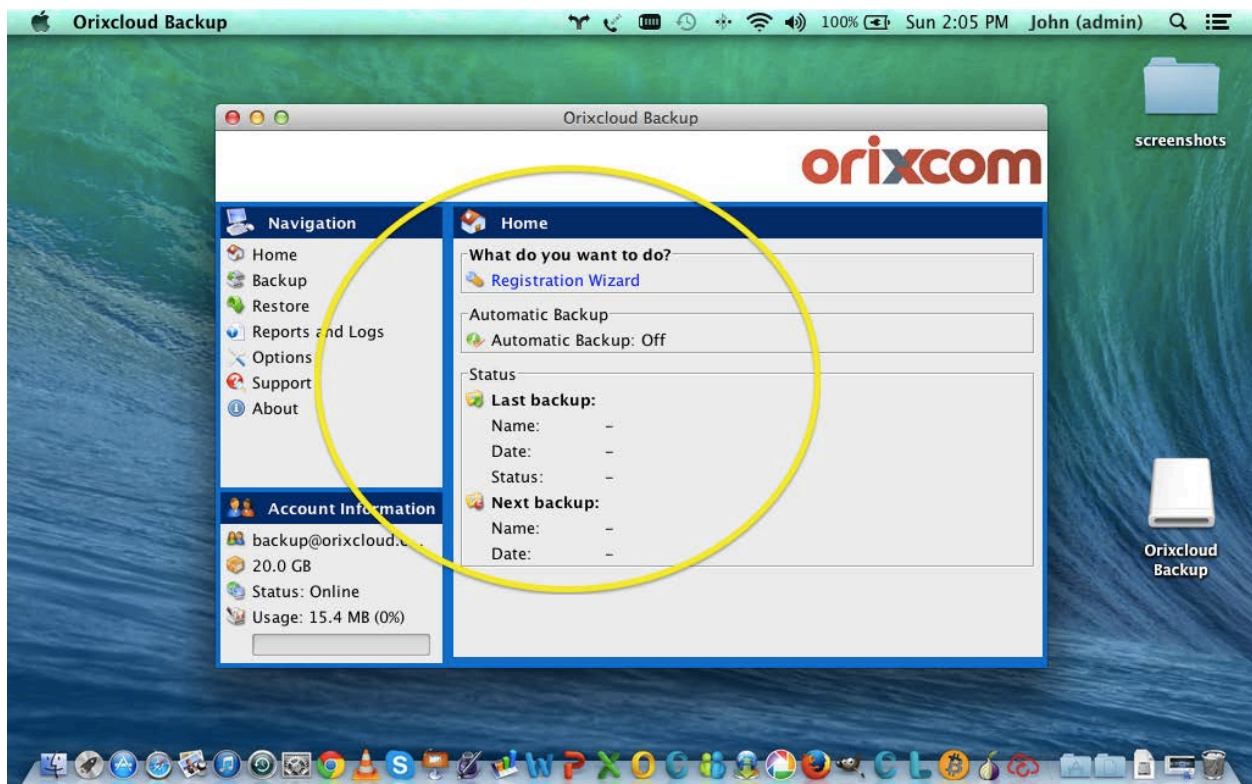 Orixcloud Backup
100%
Sun 2:05 PM
John (admin)
screenshots
Orixcloud Backup
orixcom
Navigation
Home
Backup
Restore
Reports and Logs
Options
Support
About
Account Information
backup@orixcloud.c...
20.0 GB
Status: Online
Usage: 15.4 MB (0%)
Home
What do you want to do?
Registration Wizard
Automatic Backup
Automatic Backup: Off
Status
Last backup:
Name: –
Date: –
Status: –
Next backup:
Name: –
Date: –
Orixcloud
Backup